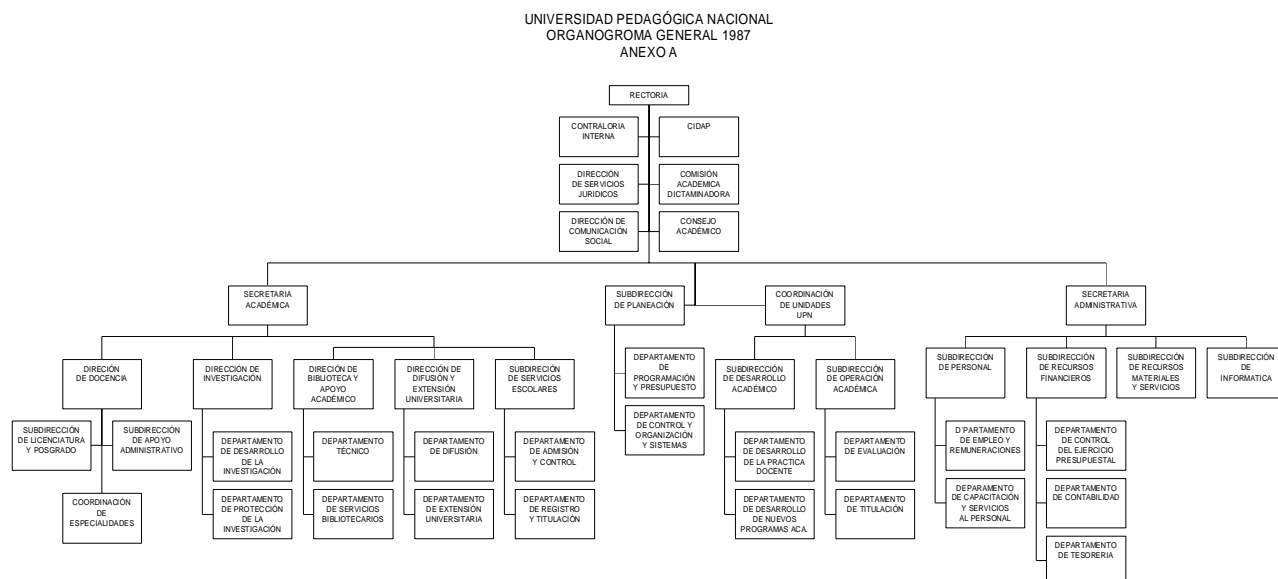 UNIVERSIDAD PEDAGÓGICA NACIONAL
ORGANOGROMA GENERAL 1987
ANEXO A
RECTORIA
CONTRALORIA
INTERNA
CIDAP
DIRECCIÓN
DE SERVICIOS
JURIDICOS
COMISIÓN
ACADEMICA
DICTAMINADORA
DIRECCIÓN DE
COMUNICACIÓN
SOCIAL
CONSEJO
ACADÉMICO
SECRETARIA
ACADÉMICA
SUBDIRECCIÓN
DE PLANEACIÓN
COORDINACIÓN
DE UNIDADES
UPN
SECRETARIA
ADMINISTRATIVA
DIRECIÓN
DE DOCENCIA
DIRECCIÓN DE
INVESTIGACIÓN
DIRECIÓN DE
BIBLIOTECA Y
APOYO
ACADÉMICO
DIRECCIÓN DE
DIFUSIÓN Y
EXTENSIÓN
UNIVERSITARIA
SUBDIRECCIÓN
DE SERVICIOS
ESCOLARES
DEPARTAMENTO
DE
PROGRAMACIÓN
Y PRESUPUESTO
SUBDIRECCIÓN
DE DESARROLLO
ACADÉMICO
SUBDIRECCIÓN
DE OPERACIÓN
ACADÉMICA
SUBDIRECCIÓN
DE PERSONAL
SUBDIRECCIÓN
DE RECURSOS
FINANCIEROS
SUBDIRECCIÓN
DE RECURSOS
MATERIALES
Y SERVICIOS
SUBDIRECCIÓN
DE
INFORMATICA
SUBDIRECCIÓN
DE LICENCIATURA
Y POSGRADO
SUBDIRECCIÓN
DE APOYO
ADMINISTRATIVO
DEPARTAMENTO
DE DESARROLLO
DE LA
INVESTIGACIÓN
DEPARTAMENTO
TÉCNICO
DEPARTAMENTO
DE DIFUSIÓN
DEPARTAMENTO
DE ADMISIÓN
Y CONTROL
DEPARTAMENTO
DE CONTROL Y
ORGANIZACIÓN
Y SISTEMAS
DEPARTAMENTO
DE DESARROLLO
DE LA PRACTICA
DOCENTE
DEPARTAMENTO
DE EVALUACIÓN
D'PARTAMENTO
DE EMPLEO Y
REMUNERACIONES
DEPARTAMENTO
DE CONTROL
DEL EJERCICIO
PRESUPUESTAL
COORDINACIÓN
DE
ESPECIALIDADES
DEPARTAMENTO
DE PROTECCIÓN
DE LA
INVESTIGACIÓN
DEPARTAMENTO
DE SERVICIOS
BIBLIOTECARIOS
DEPARTAMENTO
DE EXTENSIÓN
UNIVERSITARIA
DEPARTAMENTO
DE REGISTRO
Y TITULACIÓN
DEPARTAMENTO
DE DESARROLLO
DE NUEVOS
PROGRAMAS ACA.
DEPARTAMENTO
DE TITULACIÓN
DEPARAMENTO
DE CAPACITACIÓN
Y SERVICIOS
AL PERSONAL
DEPARTAMENTO
DE CONTABILIDAD
DEPARTAMENTO
DE TESORERIA